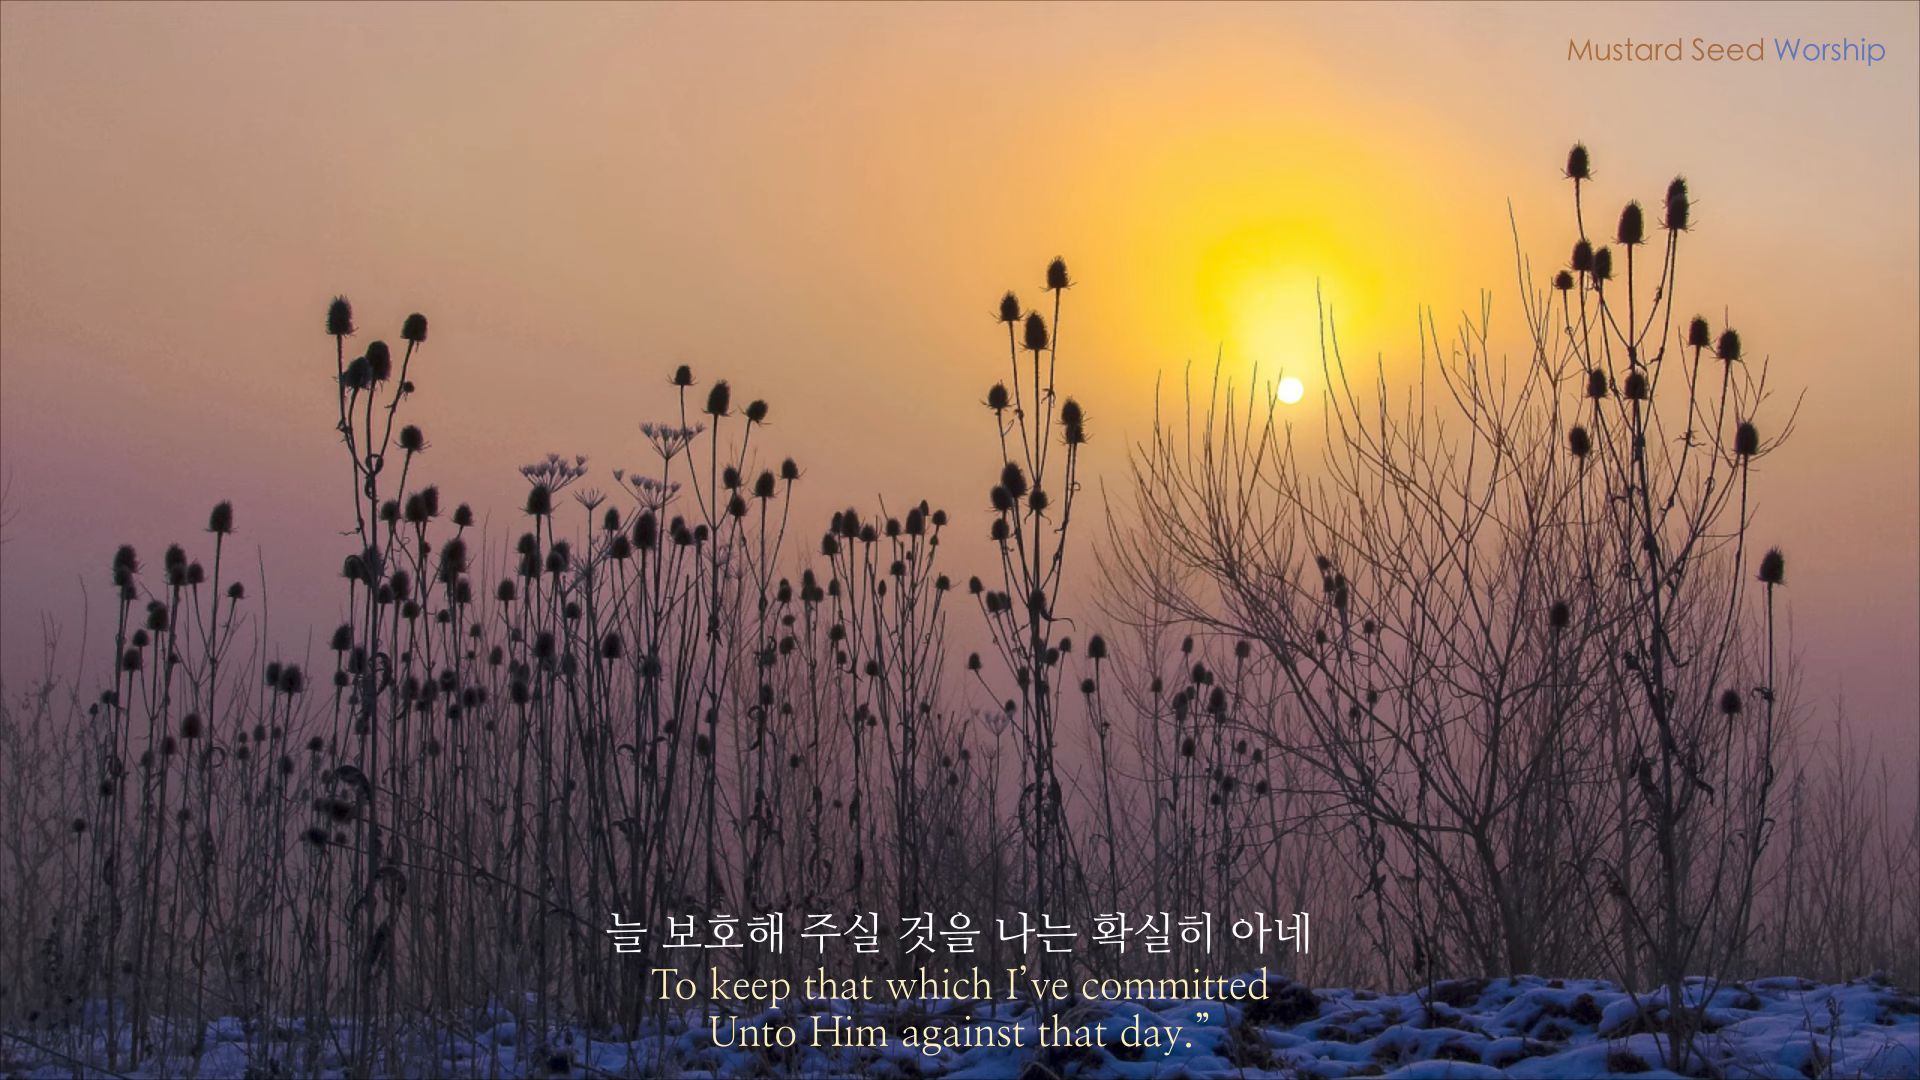 Mustard Seed Worship
늘 보호해 주실 것을 나는 확실히 아네
To keep that which I’ve committed
Unto Him against that day.”